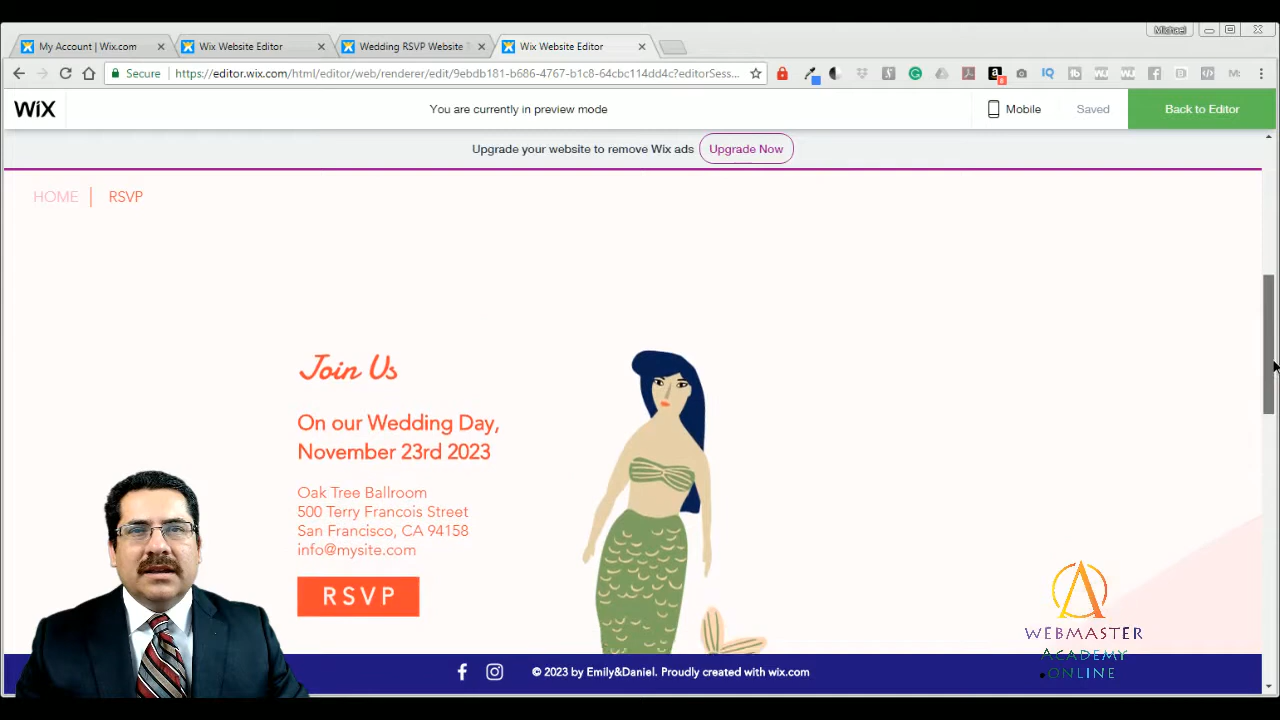 Michael
My Account | Wix.com
Wix Website Editor
Wedding RSVP Website T
Wix Website Editor
Secure
https://editor.wix.com/html/editor/web/renderer/edit/9ebdb181-b686-4767-b1c8-64cbc114dd4c?editorSess...
WiX
You are currently in preview mode
Mobile
Saved
Back to Editor
Upgrade your website to remove Wix ads
Upgrade Now
HOME
RSVP
Join Us
On our Wedding Day,
November 23rd 2023
Oak Tree Ballroom
500 Terry Francois Street
San Francisco, CA 94158
info@mysite.com
RSVP
© 2023 by Emily&Daniel. Proudly created with wix.com
WEBMASTER
ACADEMY
.ONLINE